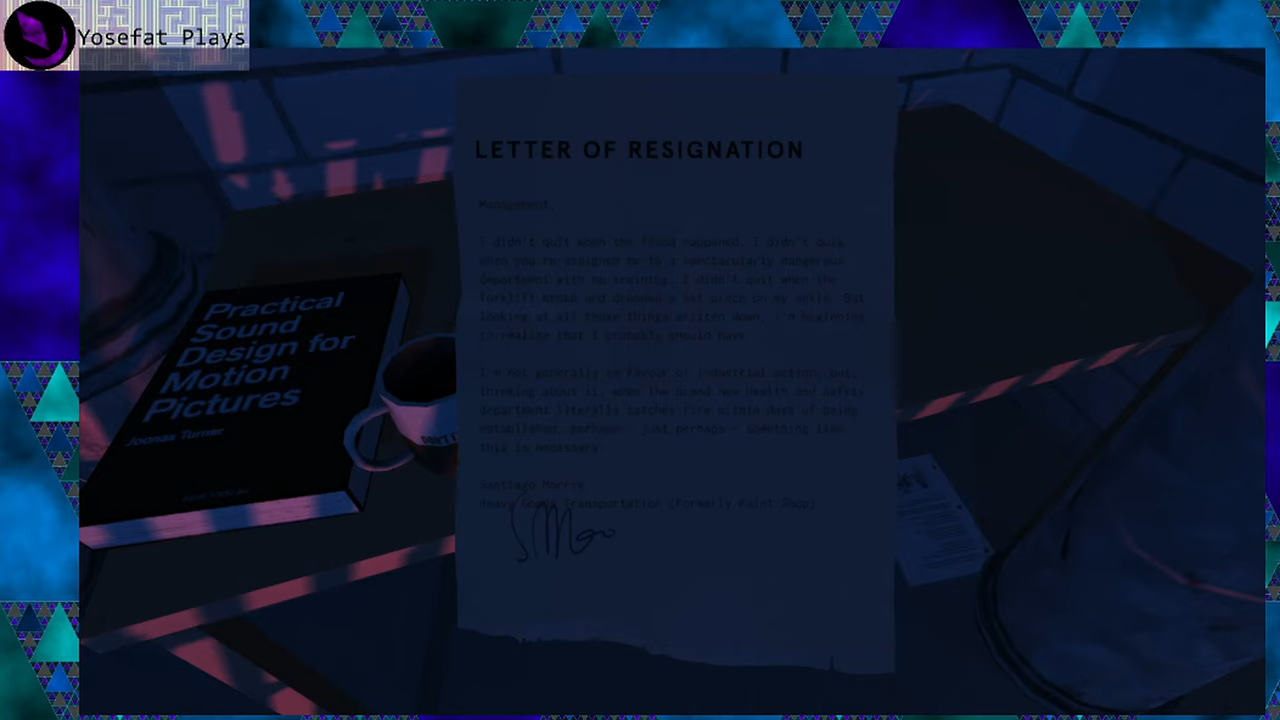 Yosefat Plays
LETTER OF RESIGNATION
Management,
I didn't quit when the flood happened. I didn't quit
when you re-assigned me to a spectacularly dangerous
department with no training. I didn't quit when the
forklift broke and dropped a set piece on my ankle. But
looking at all those things written down, I'm beginning
to realise that I probably should have.
I'm not generally in favour of industrial action, but,
thinking about it, when the brand new health and safety
department literally catches fire within days of being
established, perhaps - just perhaps - something like
this is necessary.
Santiago
Heavy Goods Transportation (Formerly Paint Shop)
Practical
Sound
Design for
Motion
Pictures
Joonas Turner